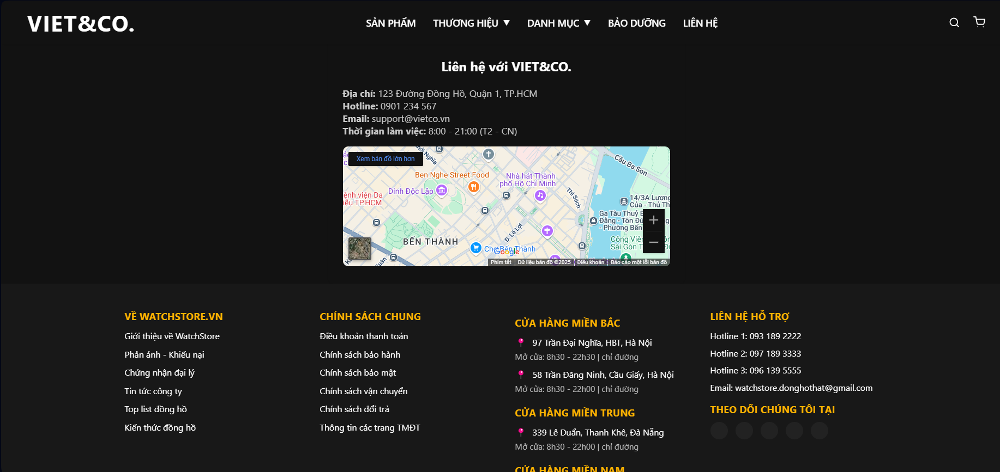 VIET&CO.
SẢN PHẨM
THƯƠNG HIỆU ▼
DANH MỤC ▼
BẢO DƯỠNG
LIÊN HỆ
Liên hệ với VIET&CO.
Địa chỉ: 123 Đường Đồng Hồ, Quận 1, TP.HCM
Hotline: 0901 234 567
Email: support@vietco.vn
Thời gian làm việc: 8:00 - 21:00 (T2 - CN)
Xem bản đồ lớn hơn
Nghĩa
Cầu Ba Son
Ben Nghe Street Food
Nhà hát Thành
phố Hồ Chí Minh
Dinh Độc Lập
ệnh viện Da
iễu TP.HCM
Thi Sách
14/3A Lương
Của - Thủ Th
Ga Tàu Thuỷ
Đằng - Tôn Đứ
- Phường Bến
Đ. Lê Lợi
BẾN THÀNH
Chợ Bến Thành
Công Viên
Sài Gòn
Xuân
Google
Phím tắt
Dữ liệu bản đồ ©2025
Điều khoản
Báo cáo một lỗi bản đồ
VỀ WATCHSTORE.VN
Giới thiệu về WatchStore
Phản ánh - Khiếu nại
Chứng nhận đại lý
Tin tức công ty
Top list đồng hồ
Kiến thức đồng hồ
CHÍNH SÁCH CHUNG
Điều khoản thanh toán
Chính sách bảo hành
Chính sách bảo mật
Chính sách vận chuyển
Chính sách đổi trả
Thông tin các trang TMĐT
CỬA HÀNG MIỀN BẮC
97 Trần Đại Nghĩa, HBT, Hà Nội
Mở cửa: 8h30 - 22h30 | chỉ đường
58 Trần Đăng Ninh, Cầu Giấy, Hà Nội
Mở cửa: 8h30 - 22h00 | chỉ đường
CỬA HÀNG MIỀN TRUNG
339 Lê Duẩn, Thanh Khê, Đà Nẵng
Mở cửa: 8h30 - 22h00 | chỉ đường
CỬA HÀNG MIỀN NAM
LIÊN HỆ HỖ TRỢ
Hotline 1: 093 189 2222
Hotline 2: 097 189 3333
Hotline 3: 096 139 5555
Email: watchstore.donghothat@gmail.com
THEO DÕI CHÚNG TÔI TẠI